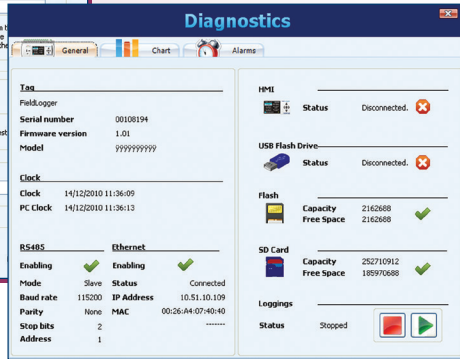 Diagnostics
General
Chart
Alarms
Tag
FieldLogger
Serial number 00108194
Firmware version 1.01
Model 9999999999
Clock
Clock 14/12/2010 11:36:09
PC Clock 14/12/2010 11:36:13
RS485
Enabling
Mode Slave
Baud rate 115200
Parity None
Stop bits 2
Address 1
Ethernet
Enabling
Status Connected
IP Address 10.51.10.109
MAC 00:26:A4:07:40:40
-------
HMI
Status Disconnected.
USB Flash Drive
Status Disconnected.
Flash
Capacity 2162688
Free Space 2162688
SD Card
Capacity 252710912
Free Space 185970688
Loggings
Status Stopped